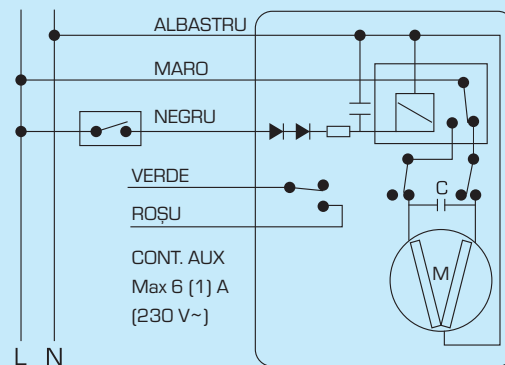 ALBASTRU
MARO
NEGRU
VERDE
ROȘU
CONT. AUX
Max 6 (1) A
(230 V~)
C
M
L N